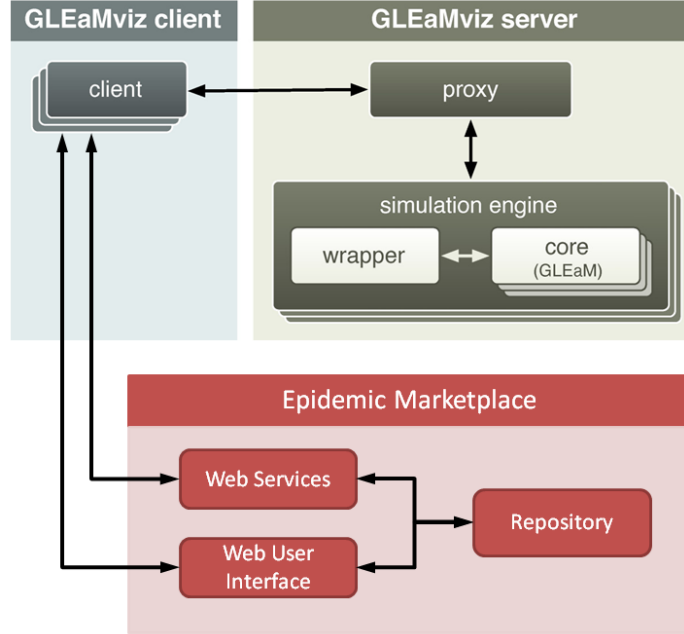 GLEaMviz client
GLEaMviz server
client
proxy
simulation engine
wrapper
core
(GLEaM)
Epidemic Marketplace
Web Services
Repository
Web User
Interface